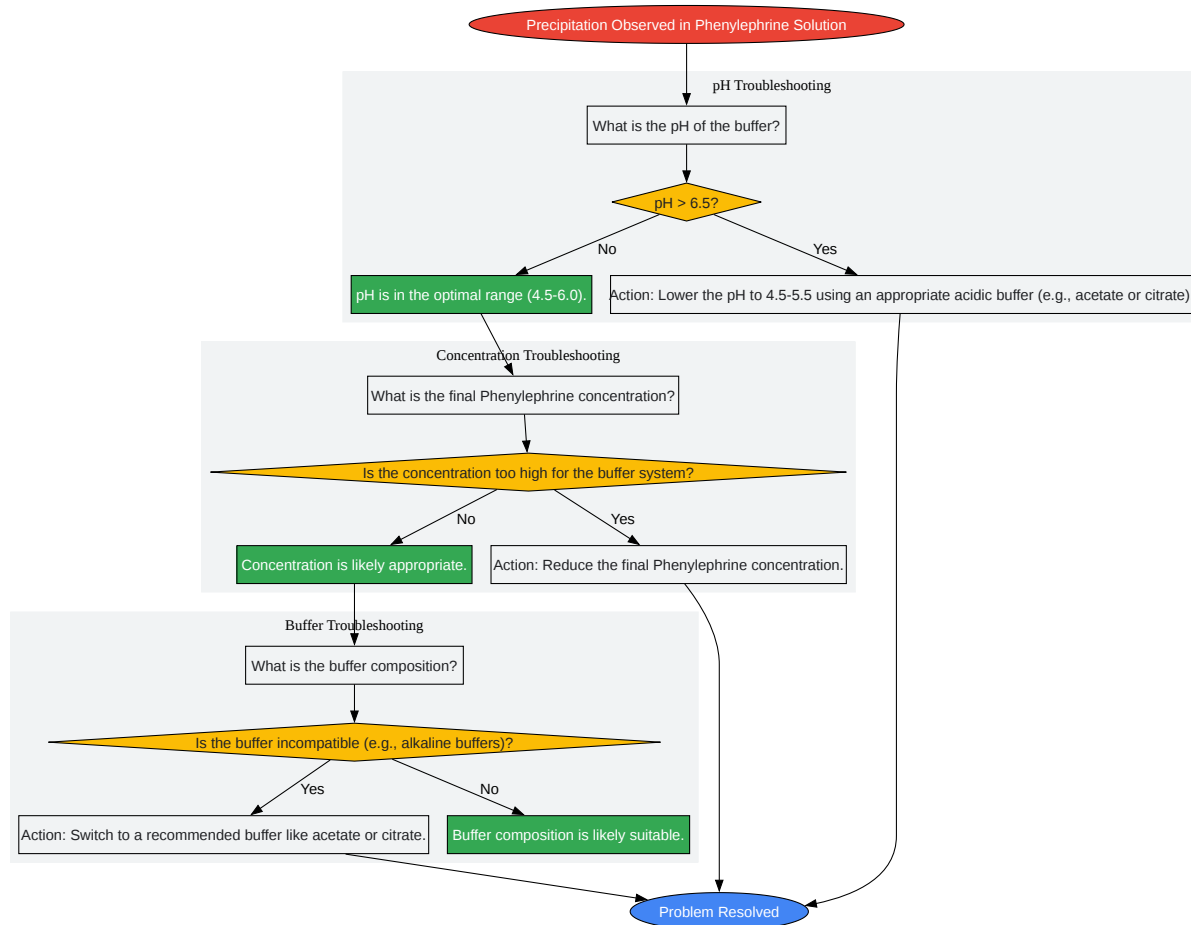 Precipitation Observed in Phenylephrine Solution
pH Troubleshooting
What is the pH of the buffer?
pH > 6.5?
No
Yes
pH is in the optimal range (4.5-6.0).
Action: Lower the pH to 4.5-5.5 using an appropriate acidic buffer (e.g., acetate or citrate)
Concentration Troubleshooting
What is the final Phenylephrine concentration?
Is the concentration too high for the buffer system?
No
Yes
Concentration is likely appropriate.
Action: Reduce the final Phenylephrine concentration.
Buffer Troubleshooting
What is the buffer composition?
Is the buffer incompatible (e.g., alkaline buffers)?
Yes
No
Action: Switch to a recommended buffer like acetate or citrate.
Buffer composition is likely suitable.
Problem Resolved